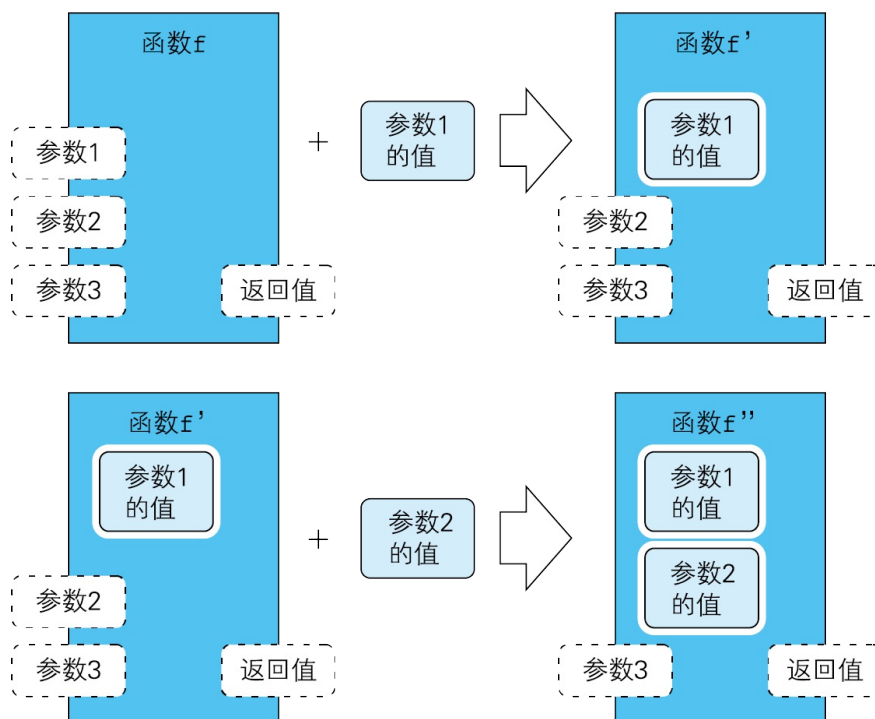 函数f
参数1
参数2
参数3
返回值
+
参数1
的值
函数f’
参数1
的值
参数2
参数3
返回值
函数f’
参数1
的值
参数2
参数3
返回值
+
参数2
的值
函数f’’
参数1
的值
参数2
的值
参数3
返回值